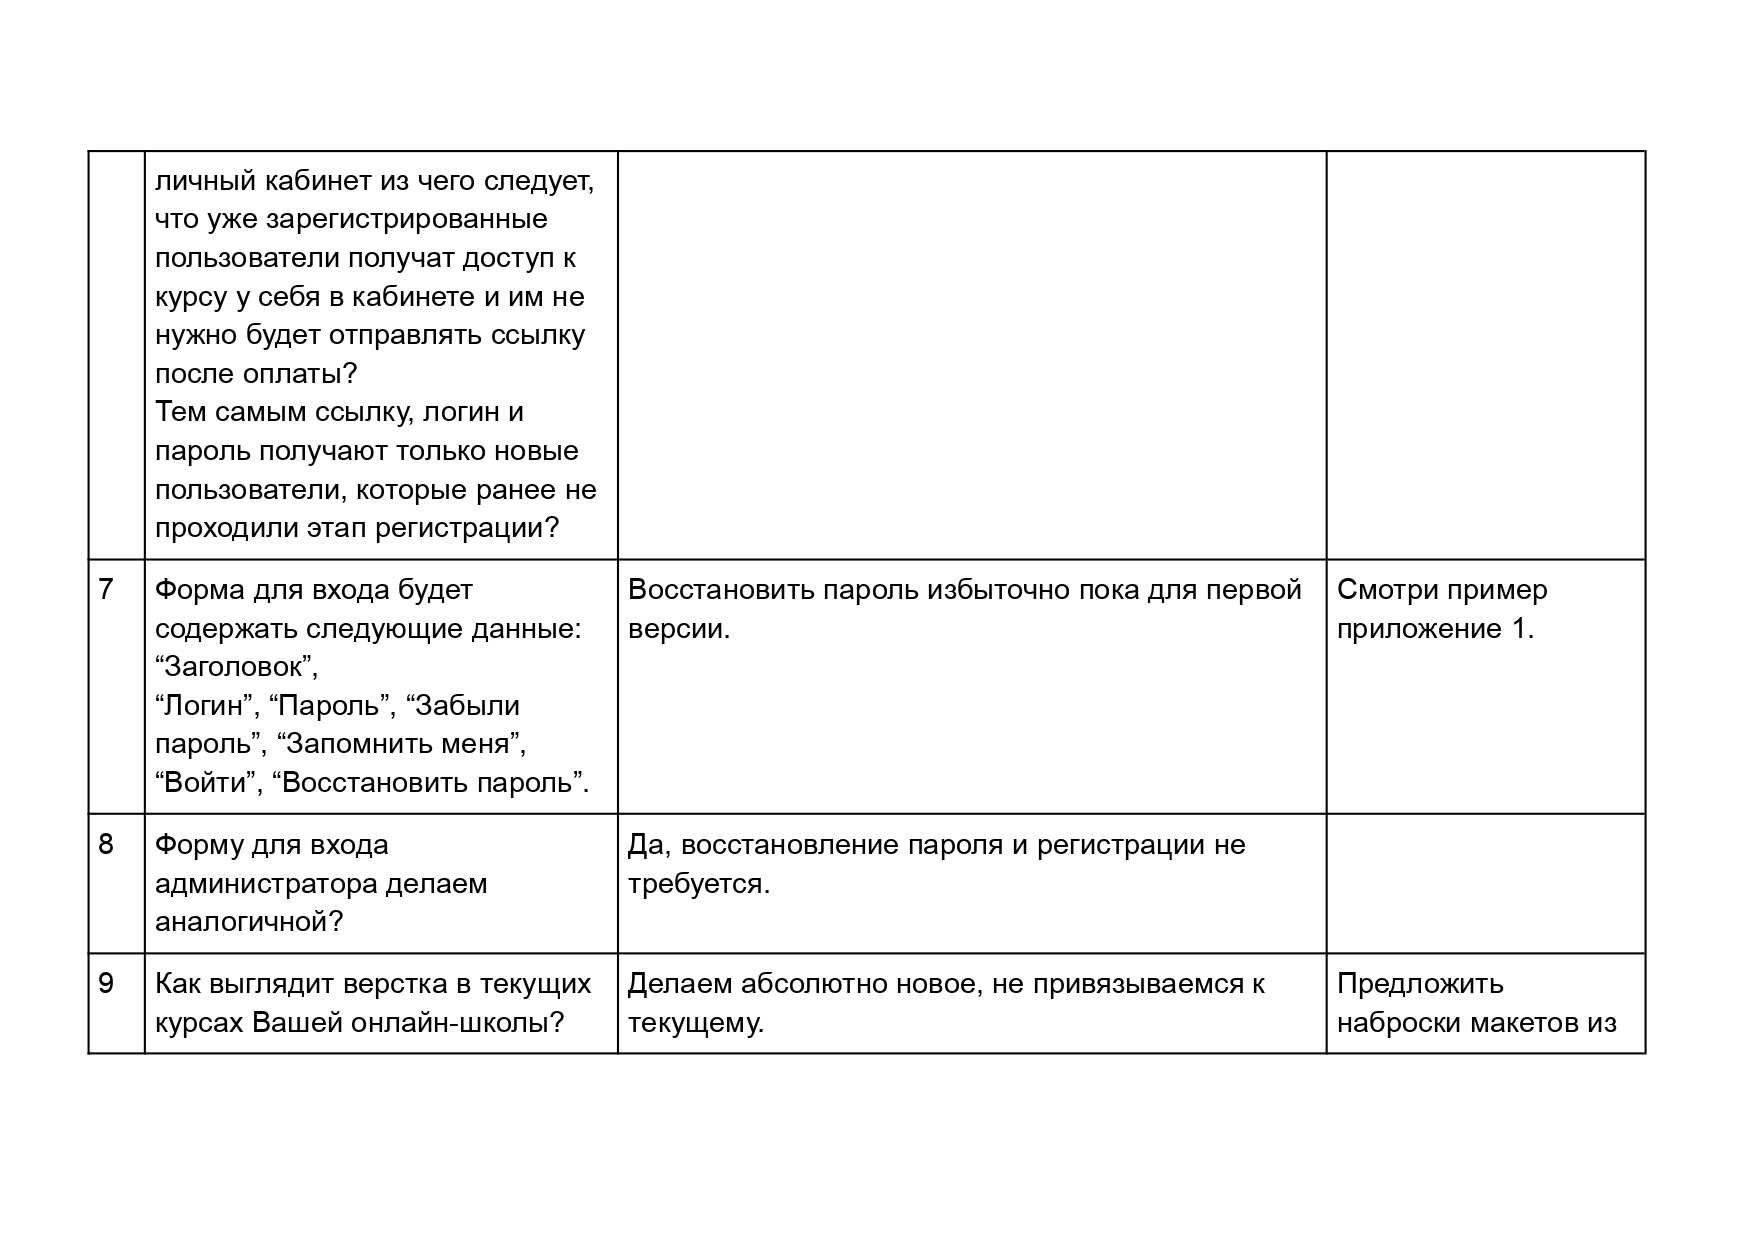 личный кабинет из чего следует,
что уже зарегистрированные
пользователи получат доступ к
курсу у себя в кабинете и им не
нужно будет отправлять ссылку
после оплаты?
Тем самым ссылку, логин и
пароль получают только новые
пользователи, которые ранее не
проходили этап регистрации?
7
Форма для входа будет
содержать следующие данные:
“Заголовок”,
“Логин”, “Пароль”, “Забыли
пароль”, “Запомнить меня”,
“Войти”, “Восстановить пароль”.
Восстановить пароль избыточно пока для первой
версии.
Смотри пример
приложение 1.
8
Форму для входа
администратора делаем
аналогичной?
Да, восстановление пароля и регистрации не
требуется.
9
Как выглядит верстка в текущих
курсах Вашей онлайн-школы?
Делаем абсолютно новое, не привязываемся к
текущему.
Предложить
наброски макетов из